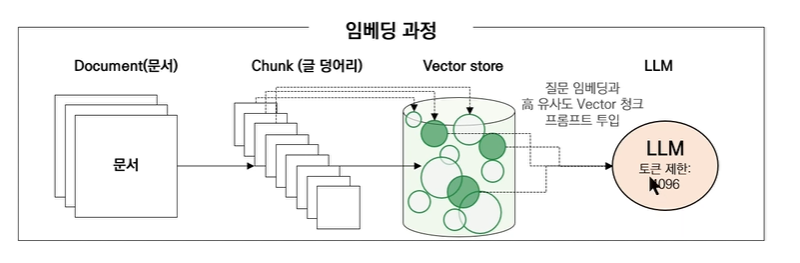 임베딩 과정
Document(문서)
Chunk (글 덩어리)
Vector store
LLM
질문 임베딩과
高 유사도 Vector 청크
프롬프트 투입
문서
LLM
토큰 제한: